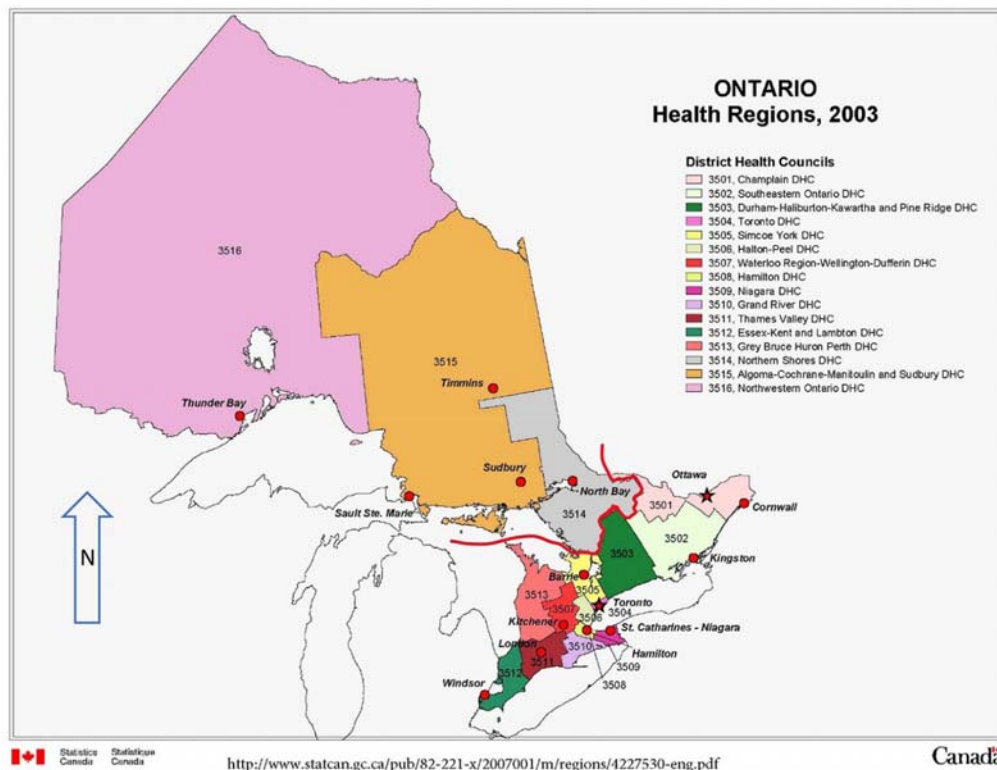 ONTARIO
Health Regions, 2003
District Health Councils
3501, Champlain DHC
3502, Southeastern Ontario DHC
3503, Durham-Haliburton-Kawartha and Pine Ridge DHC
3504, Toronto DHC
3505, Simcoe York DHC
3506, Halton-Peel DHC
3507, Waterloo Region-Wellington-Dufferin DHC
3508, Hamilton DHC
3509, Niagara DHC
3510, Grand River DHC
3511, Thames Valley DHC
3512, Essex-Kent and Lambton DHC
3513, Grey Bruce Huron Perth DHC
3514, Northern Shores DHC
3515, Algoma-Cochrane-Manitoulin and Sudbury DHC
3516, Northwestern Ontario DHC
3516
3515
Timmins
Thunder Bay
Sudbury
North Bay
Ottawa
3501
Cornwall
Sault Ste. Marie
3514
3502
N
3503
Kingston
Barrie
3505
3513
3507
3506
Toronto
3504
Kitchener
St. Catharines - Niagara
London
3510
Hamilton
3511
3509
3512
3508
Windsor
Statistics Canada
Statistique Canada
http://www.statcan.gc.ca/pub/82-221-x/2007001/m/regions/4227530-eng.pdf
Canada